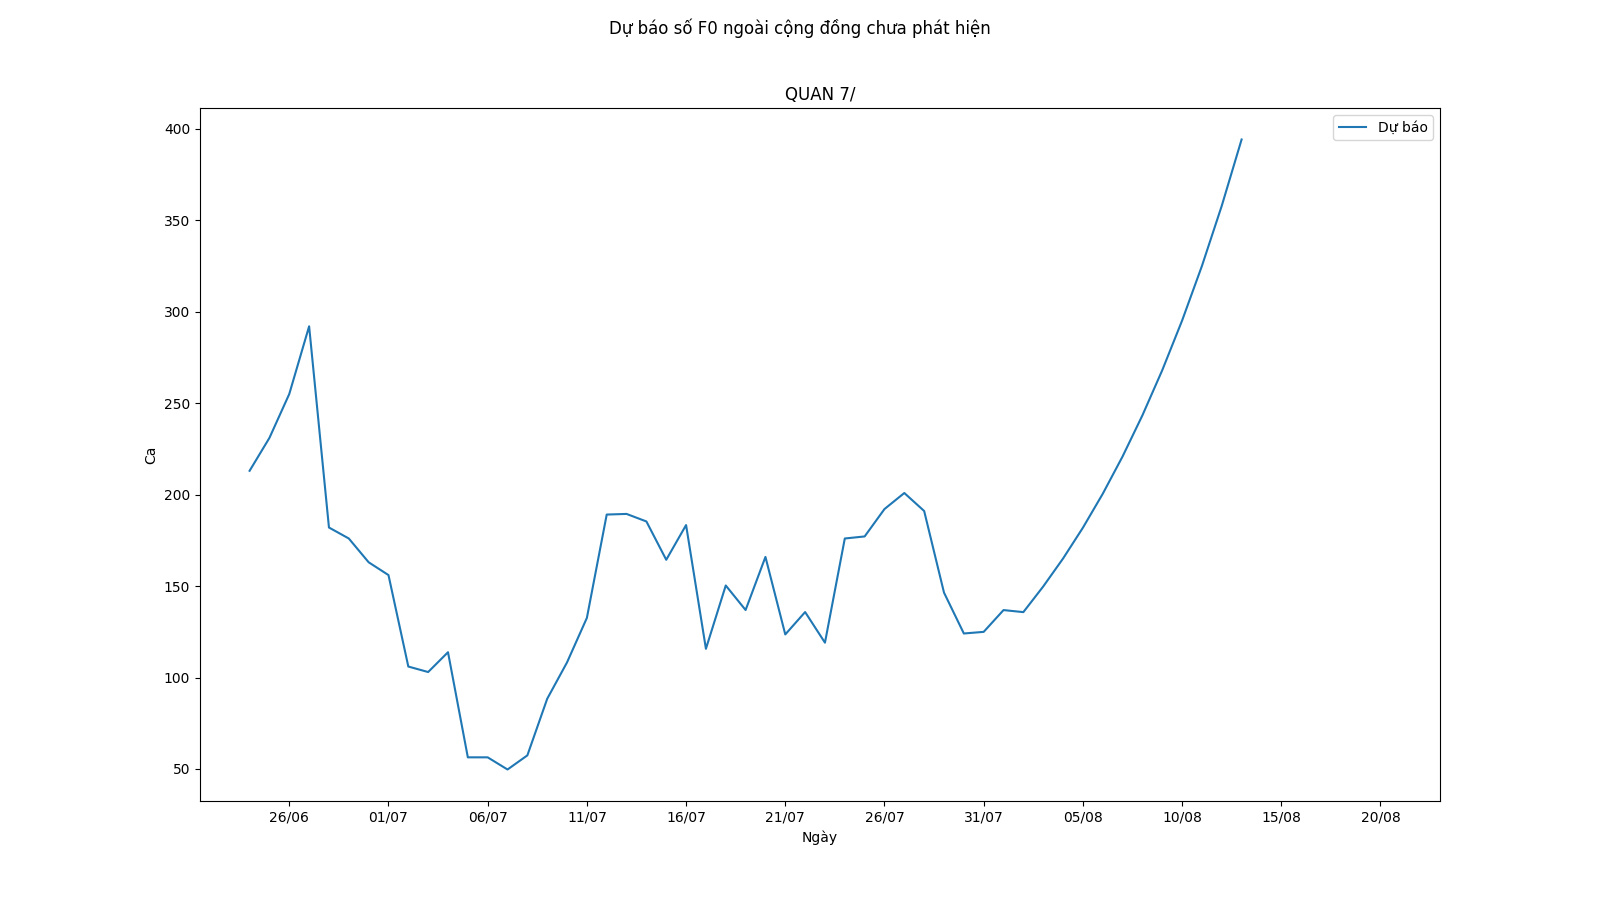 Dự báo số F0 ngoài cộng đồng chưa phát hiện
QUAN 7/
Dự báo
400
350
300
250
200
150
100
50
Ca
26/06 01/07 06/07 11/07 16/07 21/07 26/07 31/07 05/08 10/08 15/08 20/08
Ngày